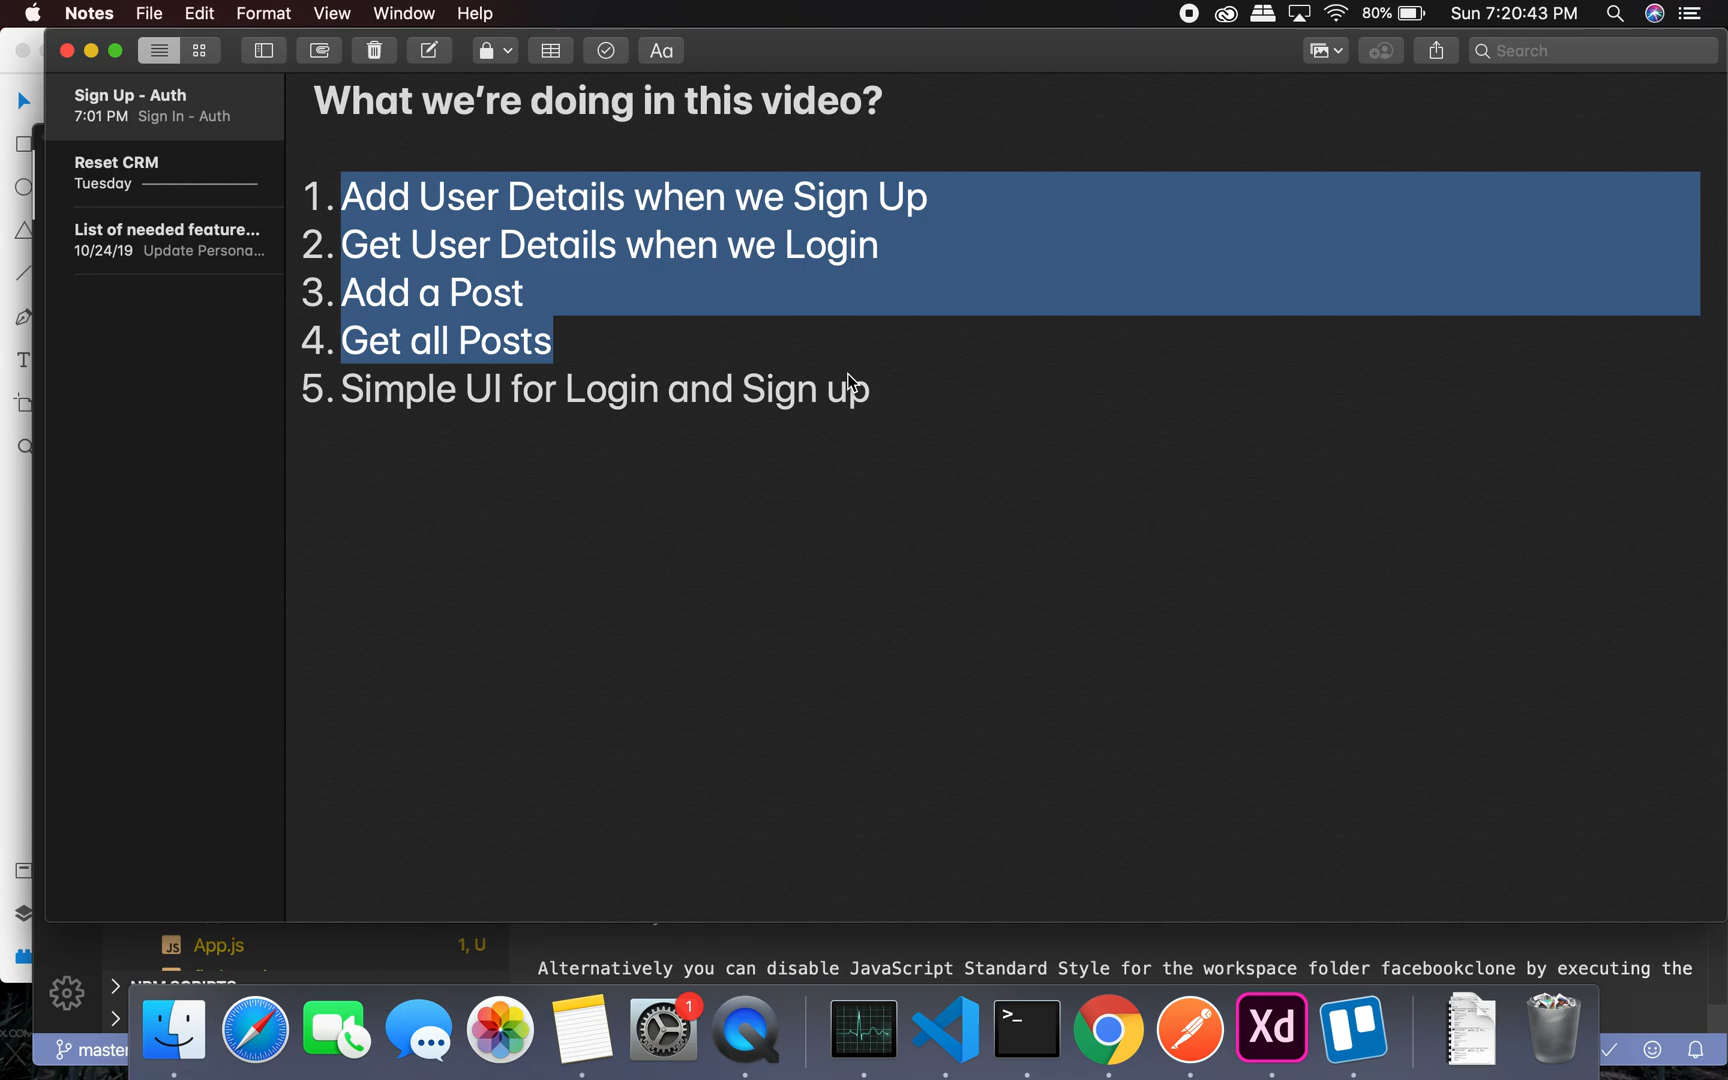 Notes File Edit Format View Window Help 80% Sun 7:20:43 PM
Aa Search
Sign Up - Auth
7:01 PM Sign In - Auth
Reset CRM
Tuesday
List of needed feature...
10/24/19 Update Persona...
What we're doing in this video?
1. Add User Details when we Sign Up
2. Get User Details when we Login
3. Add a Post
4. Get all Posts
5. Simple UI for Login and Sign up
JS App.js 1, U
Alternatively you can disable JavaScript Standard Style for the workspace folder facebookclone by executing the
master
1
>_
Xd